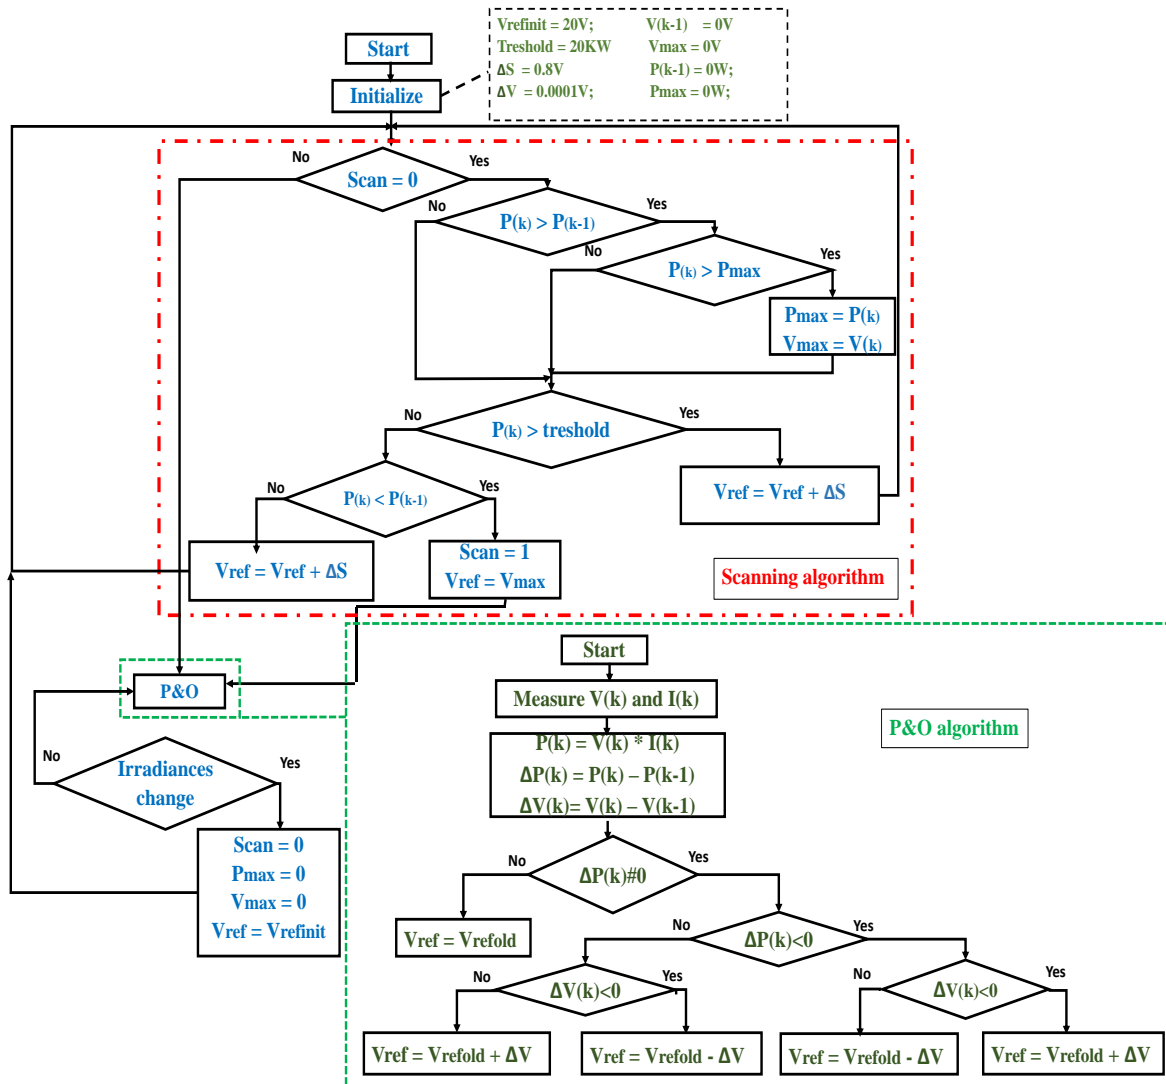 Vrefinit = 20V; V(k-1) = 0V
Treshold = 20KW Vmax = 0V
ΔS = 0.8V P(k-1) = 0W;
ΔV = 0.0001V; Pmax = 0W;
Start
Initialize
No
Yes
Scan = 0
No
Yes
P(k) > P(k-1)
No
Yes
P(k) > Pmax
Pmax = P(k)
Vmax = V(k)
No
Yes
P(k) > treshold
No
Yes
P(k) < P(k-1)
Vref = Vref + ΔS
Vref = Vref + ΔS
Scan = 1
Vref = Vmax
Scanning algorithm
P&O
No
Yes
Irradiances
change
Scan = 0
Pmax = 0
Vmax = 0
Vref = Vrefinit
Start
Measure V(k) and I(k)
P&O algorithm
P(k) = V(k) * I(k)
ΔP(k) = P(k) – P(k-1)
ΔV(k)= V(k) – V(k-1)
No
Yes
ΔP(k)#0
Vref = Vrefold
No
Yes
ΔP(k)<0
No
Yes
ΔV(k)<0
No
Yes
ΔV(k)<0
Vref = Vrefold + ΔV
Vref = Vrefold - ΔV
Vref = Vrefold - ΔV
Vref = Vrefold + ΔV